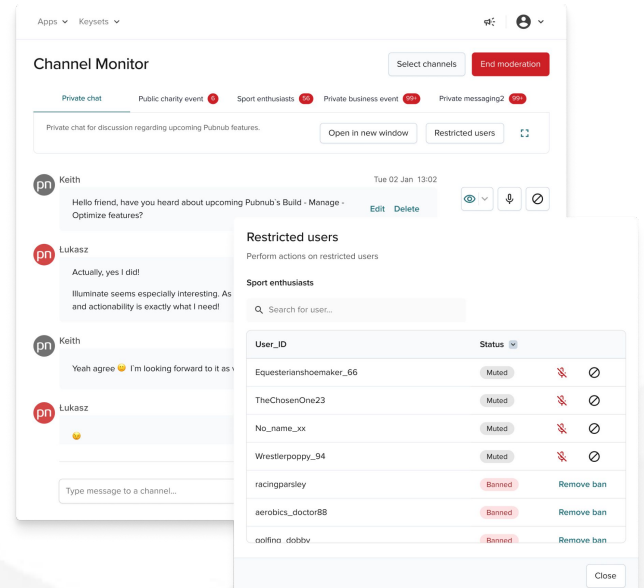 Apps Keysets
Channel Monitor
Select channels
End moderation
Private chat
Public charity event 6
Sport enthusiasts 56
Private business event 99+
Private messaging2 99+
Private chat for discussion regarding upcoming Pubnub features.
Open in new window
Restricted users
pn Keith Tue 02 Jan 13:02
Hello friend, have you heard about upcoming Pubnub`s Build - Manage -
Optimize features?
Edit Delete
pn Łukasz
Actually, yes I did!
Illuminate seems especially interesting. As
and actionability is exactly what I need!
pn Keith
Yeah agree 😀 I`m looking forward to it as
pn Łukasz
😉
Type message to a channel...
Restricted users
Perform actions on restricted users
Sport enthusiasts
Search for user...
User_ID Status
Equesterianshoemaker_66 Muted
TheChosenOne23 Muted
No_name_xx Muted
Wrestlerpoppy_94 Muted
racingparsley Banned Remove ban
aerobics_doctor88 Banned Remove ban
golfing_dobby Banned Remove ban
Close